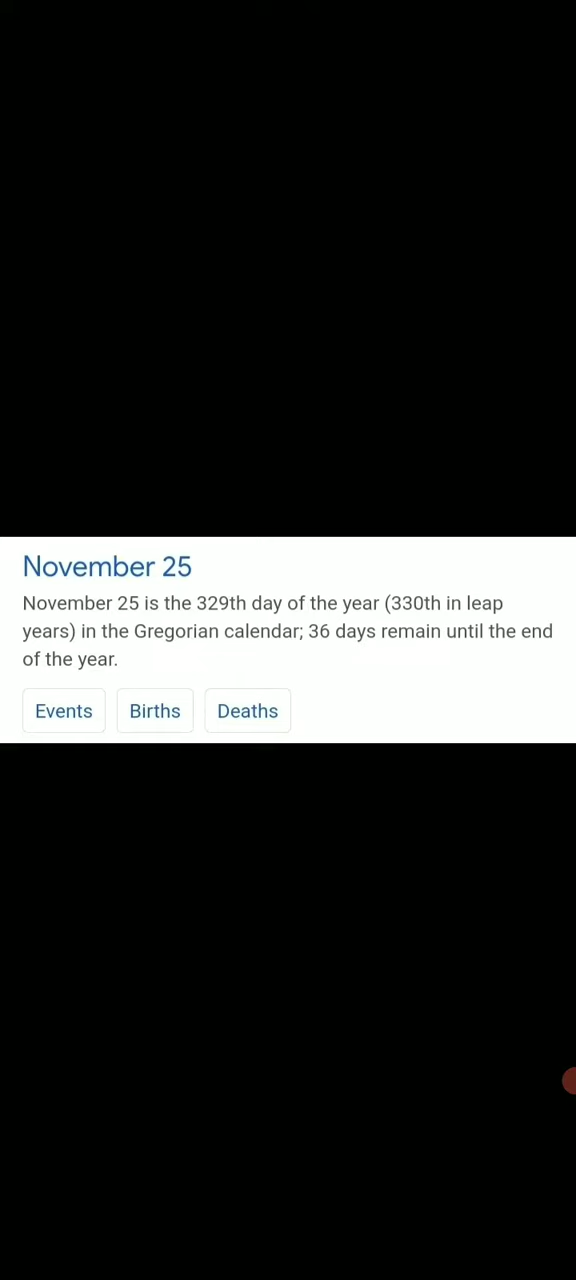 November 25
November 25 is the 329th day of the year (330th in leap
years) in the Gregorian calendar; 36 days remain until the end
of the year.
Events Births Deaths